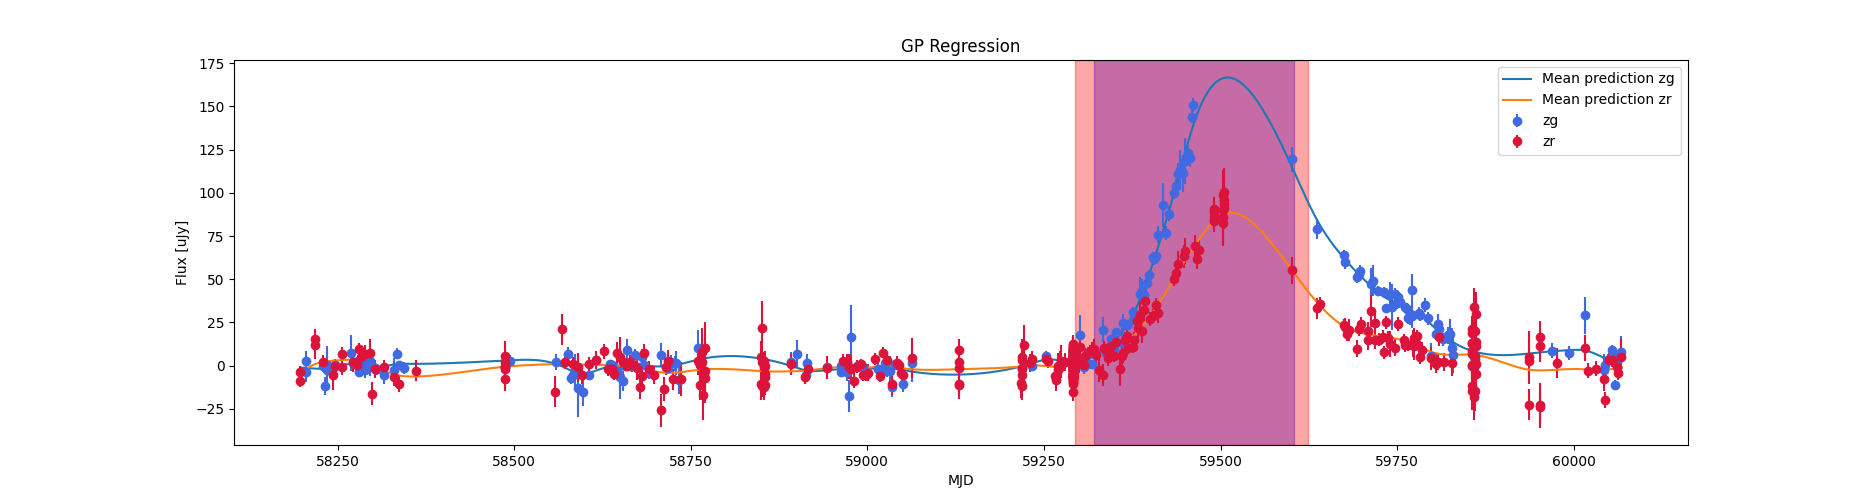 GP Regression
Flux [uJy]
175
150
125
100
75
50
25
0
−25
58250
58500
58750
59000
59250
59500
59750
60000
MJD
Mean prediction zg
Mean prediction zr
zg
zr